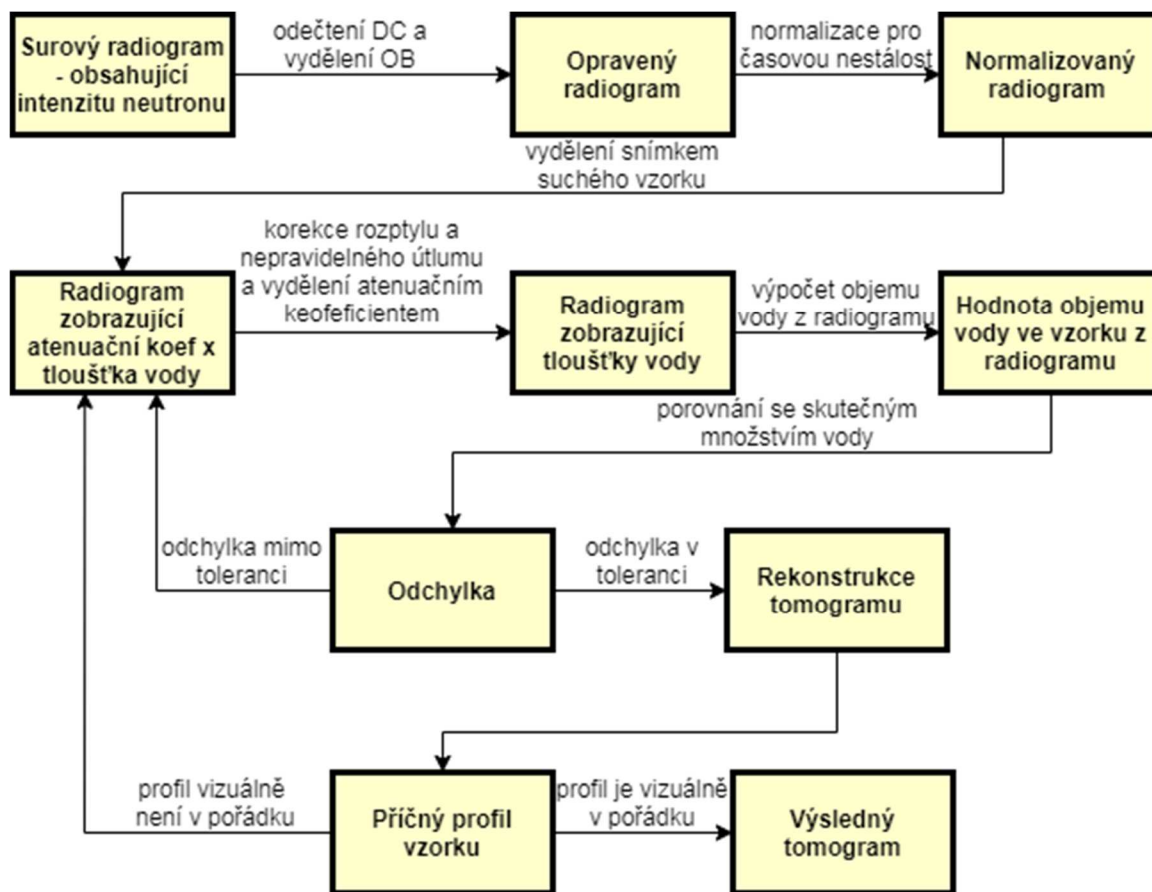 Surový radiogram
- obsahující
intenzitu neutronu
odečtení DC a
vydělení OB
Opravený
radiogram
normalizace pro
časovou nestálost
Normalizovaný
radiogram
vydělení snímkem
suchého vzorku
Radiogram
zobrazující
atenuační koef x
tloušťka vody
korekce rozptylu a
nepravidelného útlumu
a vydělení atenuačním
keofeficientem
Radiogram
zobrazující
tloušťky vody
výpočet objemu
vody z radiogramu
Hodnota objemu
vody ve vzorku z
radiogramu
porovnání se skutečným
množstvím vody
odchylka mimo
toleranci
Odchylka
odchylka v
toleranci
Rekonstrukce
tomogramu
profil vizuálně
není v pořádku
Příčný profil
vzorku
profil je vizuálně
v pořádku
Výsledný
tomogram